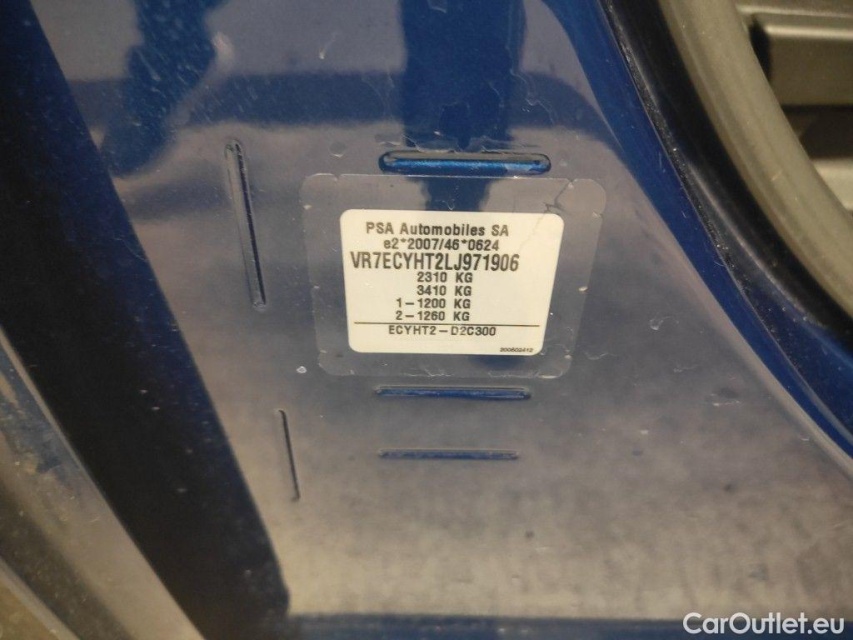 PSA Automobiles SA
e2*2007/46*0624
VR7ECYHT2LJ971906
2310 KG
3410 KG
1-1200 KG
2-1260 KG
ECYHT2-D2C300
CarOutlet.eu